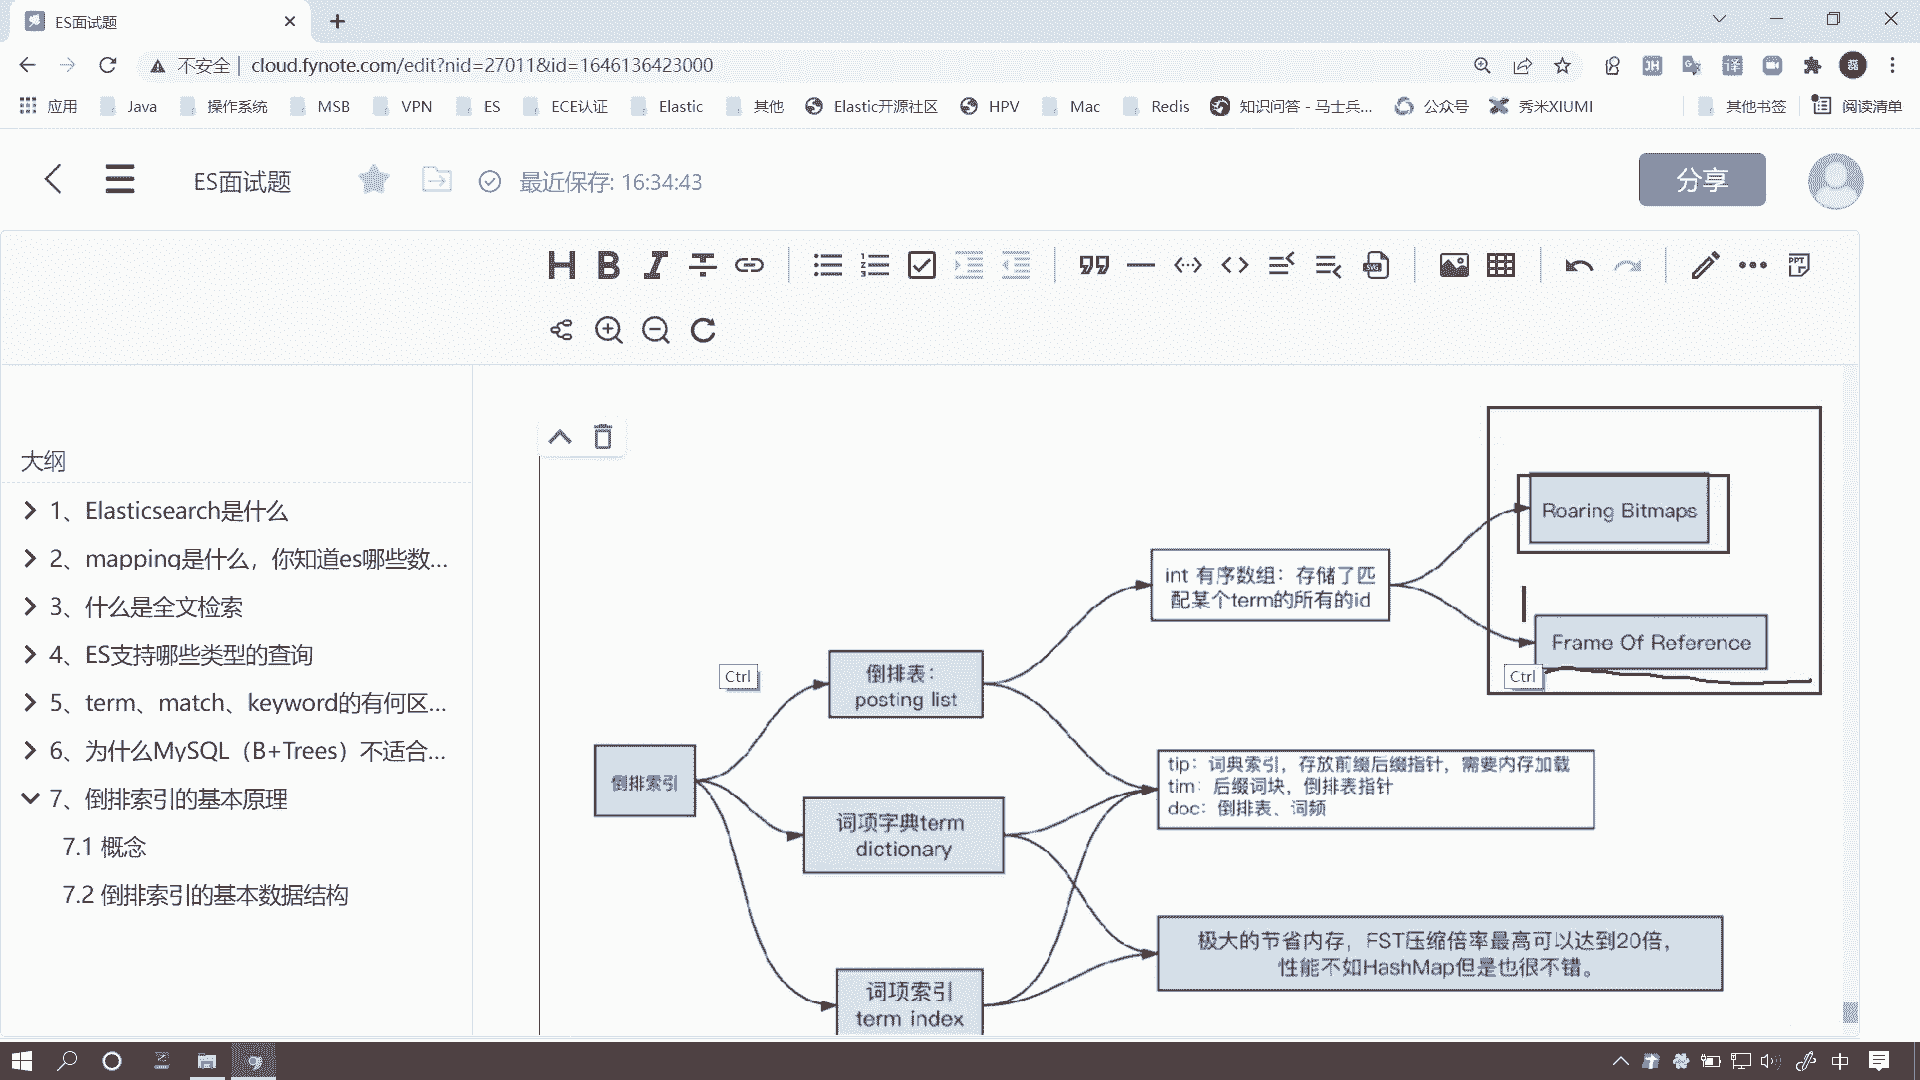 ES面试题
不安全 | cloud.fynote.com/edit?nid=27011&id=1646136423000
应用 Java 操作系统 MSB VPN ES ECE认证 Elastic 其他 Elastic开源社区 HPV Mac Redis 知识问答 - 马士兵... 公众号 秀米XIUMI 其他书签 阅读清单
ES面试题 最近保存: 16:34:43 分享
大纲
1、Elasticsearch是什么
2、mapping是什么，你知道es哪些数...
3、什么是全文检索
4、ES支持哪些类型的查询
5、term、match、keyword的有何区...
6、为什么MySQL（B+Trees）不适合...
7、倒排索引的基本原理
7.1 概念
7.2 倒排索引的基本数据结构
倒排索引
Ctrl
倒排表：
posting list
词项字典term
dictionary
词项索引
term index
int 有序数组：存储了匹
配某个term的所有的id
Roaring Bitmaps
Frame Of Reference
Ctrl
tip：词典索引，存放前缀后缀指针，需要内存加载
tim：后缀词块，倒排表指针
doc：倒排表、词频
极大的节省内存，FST压缩倍率最高可以达到20倍，
性能不如HashMap但是也很不错。
中